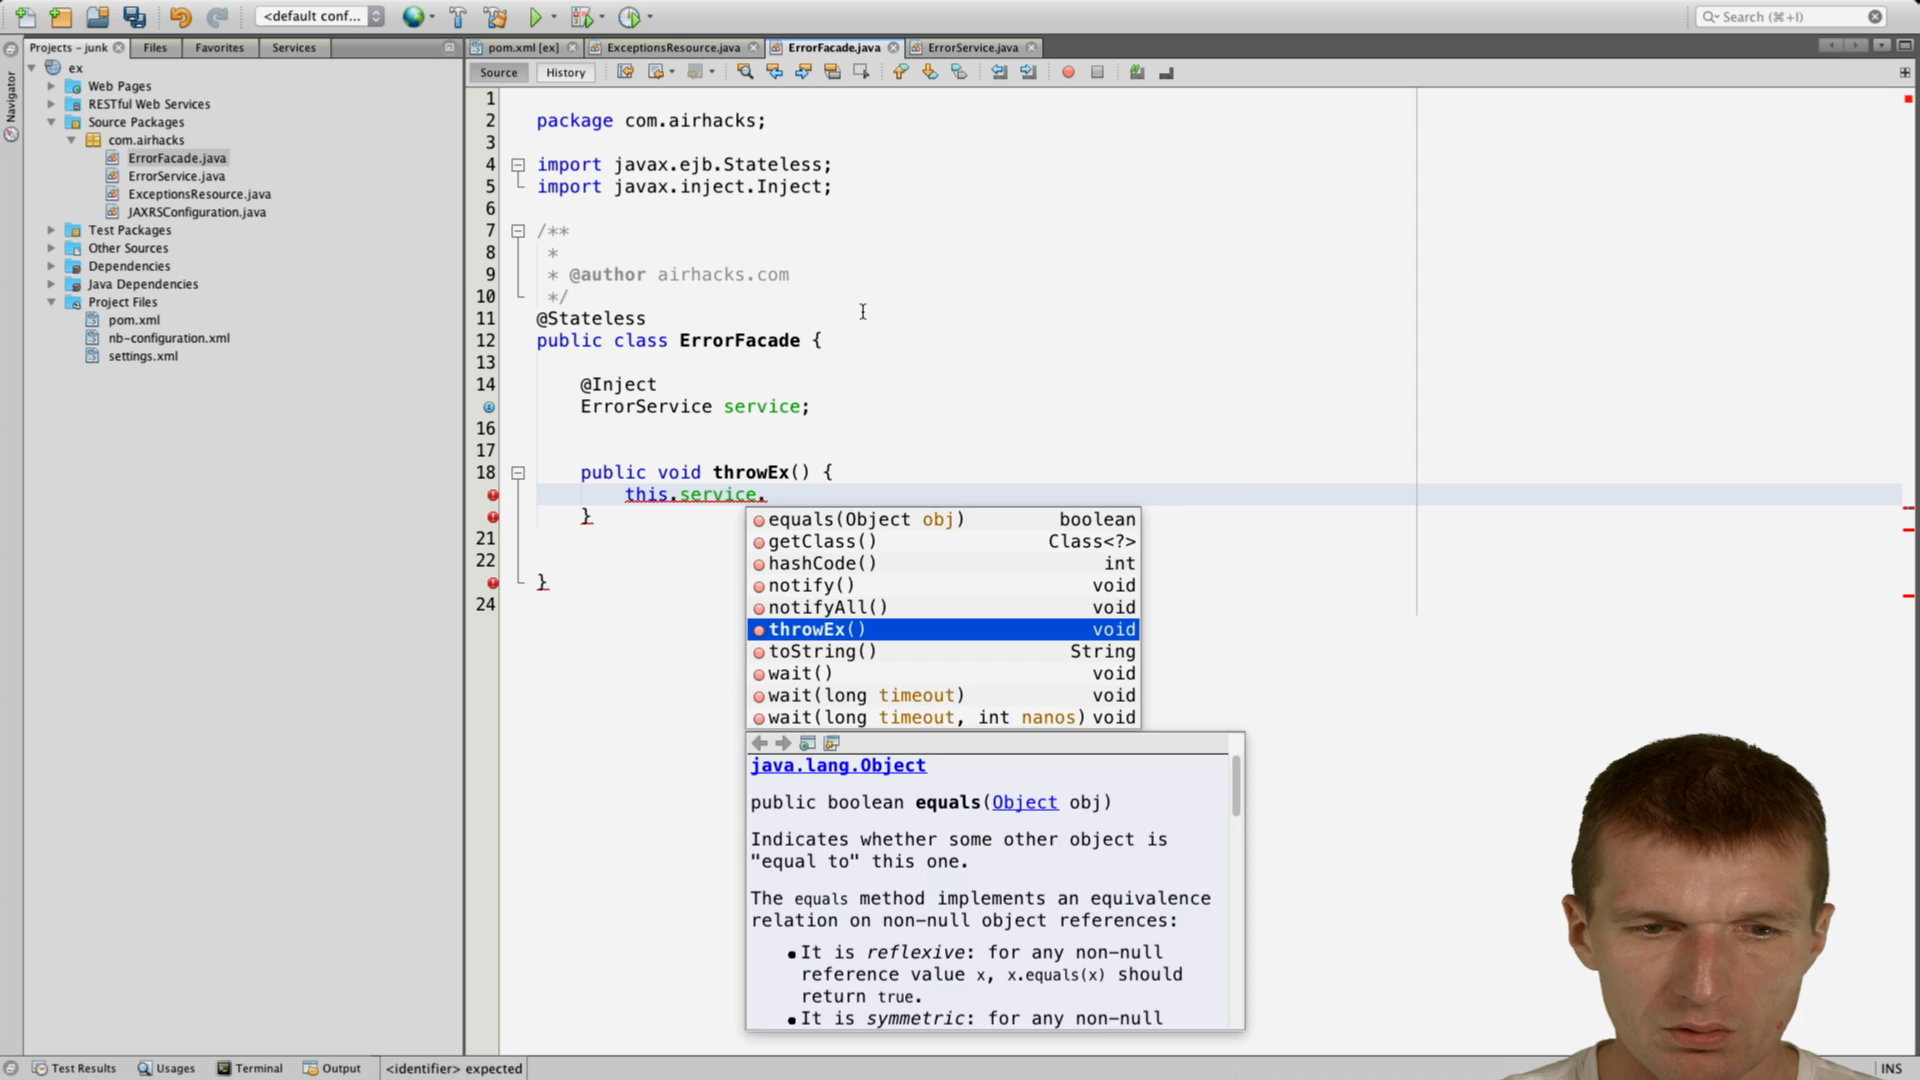 <default conf...
Search (⌘+I)
Projects – junk
Files
Favorites
Services
pom.xml [ex]
ExceptionsResource.java
ErrorFacade.java
ErrorService.java
Navigator
ex
Web Pages
RESTful Web Services
Source Packages
com.airhacks
ErrorFacade.java
ErrorService.java
ExceptionsResource.java
JAXRSConfiguration.java
Test Packages
Other Sources
Dependencies
Java Dependencies
Project Files
pom.xml
nb-configuration.xml
settings.xml
Source
History
1
2 package com.airhacks;
3
4 import javax.ejb.Stateless;
5 import javax.inject.Inject;
6
7 /**
8 *
9 * @author airhacks.com
10 */
11 @Stateless
12 public class ErrorFacade {
13
14 @Inject
ErrorService service;
16
17
18 public void throwEx() {
this.service.
}
21
22
}
24
equals(Object obj) boolean
getClass() Class<?>
hashCode() int
notify() void
notifyAll() void
throwEx() void
toString() String
wait() void
wait(long timeout) void
wait(long timeout, int nanos) void
java.lang.Object
public boolean equals(Object obj)
Indicates whether some other object is
"equal to" this one.
The equals method implements an equivalence
relation on non-null object references:
• It is reflexive: for any non-null
reference value x, x.equals(x) should
return true.
• It is symmetric: for any non-null
Test Results
Usages
Terminal
Output
<identifier> expected
INS